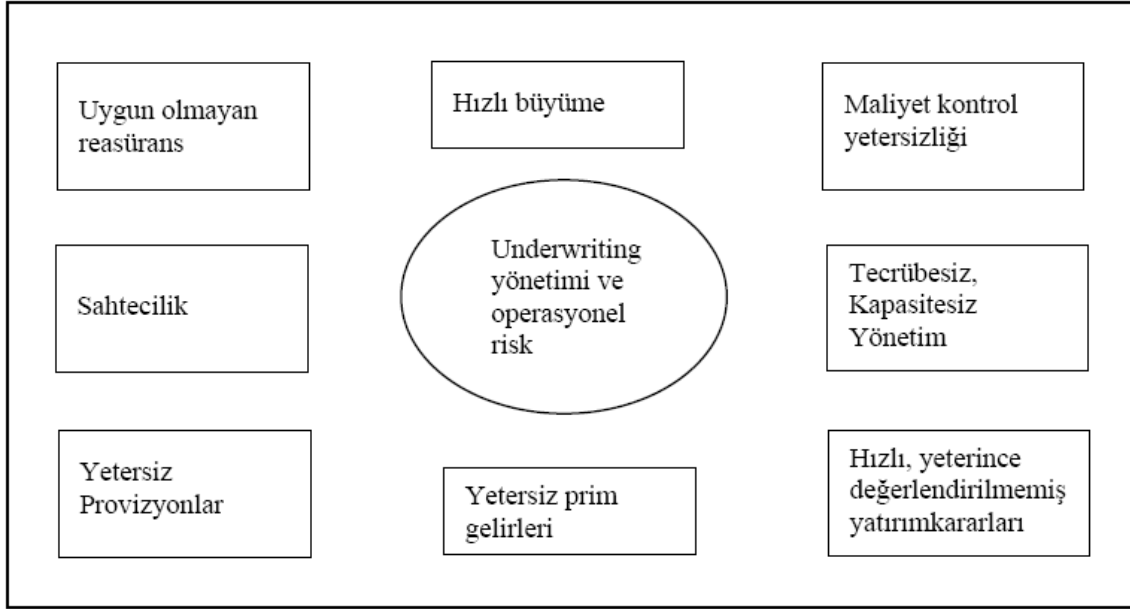 Uygun olmayan
reasürans
Hızlı büyüme
Maliyet kontrol
yetersizliği
Sahtecilik
Underwriting
yönetimi ve
operasyonel
risk
Tecrübesiz,
Kapasitesiz
Yönetim
Yetersiz
Provizyonlar
Yetersiz prim
gelirleri
Hızlı, yeterince
değerlendirilmemiş
yatırımkararları